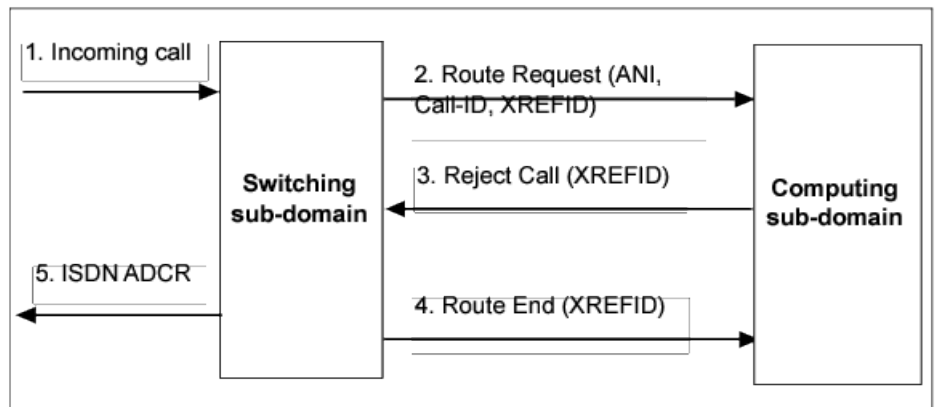 1. Incoming call
2. Route Request (ANI,
Call-ID, XREFID)
3. Reject Call (XREFID)
Switching
sub-domain
Computing
sub-domain
5. ISDN ADCR
4. Route End (XREFID)